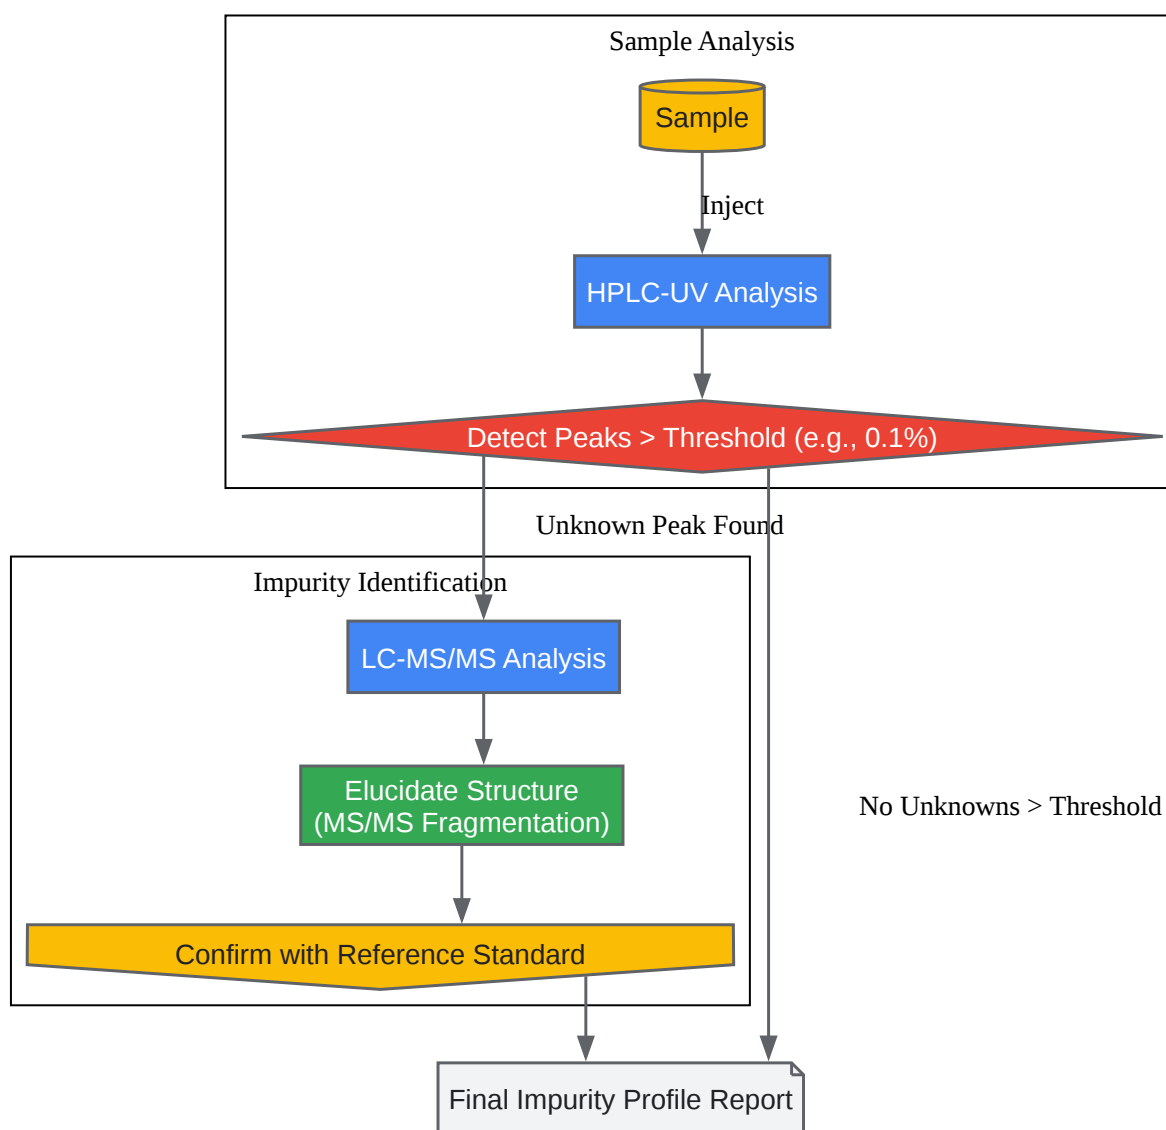 Sample Analysis
Sample
Inject
HPLC-UV Analysis
Detect Peaks > Threshold (e.g., 0.1%)
Unknown Peak Found
Impurity Identification
LC-MS/MS Analysis
Elucidate Structure
(MS/MS Fragmentation)
No Unknowns > Threshold
Confirm with Reference Standard
Final Impurity Profile Report